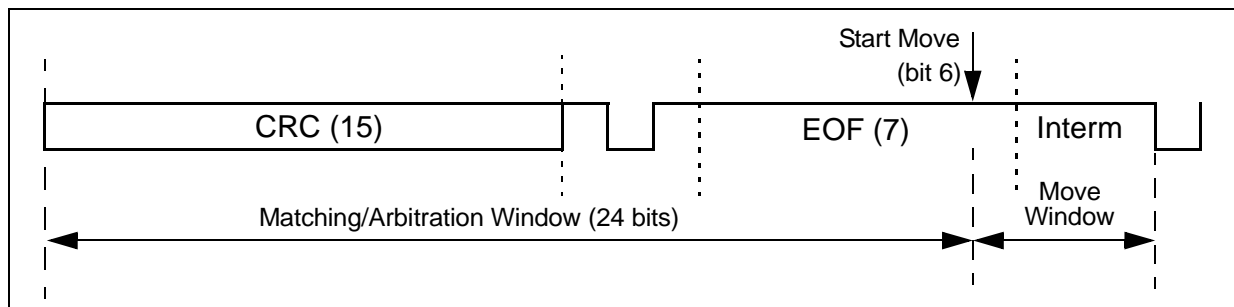 Start Move
(bit 6)
CRC (15)
EOF (7)
Interm
Matching/Arbitration Window (24 bits)
Move
Window